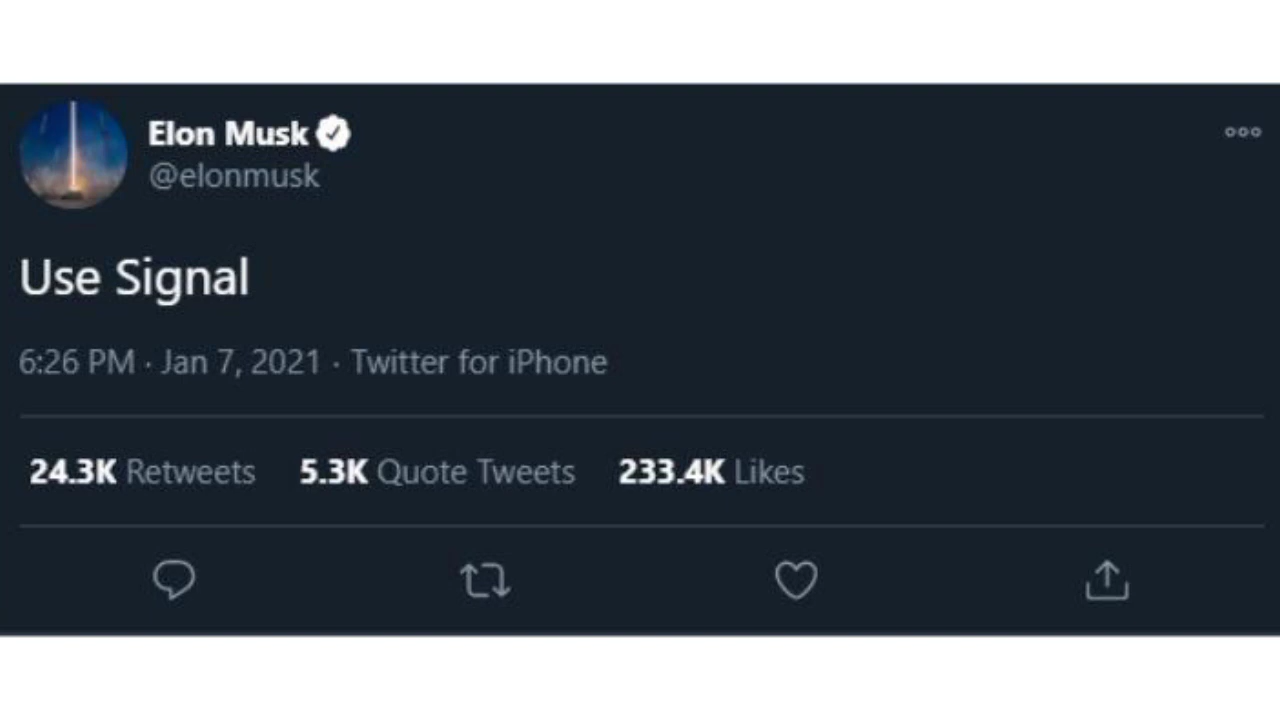 Elon Musk
@elonmusk
Use Signal
6:26 PM · Jan 7, 2021 · Twitter for iPhone
24.3K Retweets 5.3K Quote Tweets 233.4K Likes